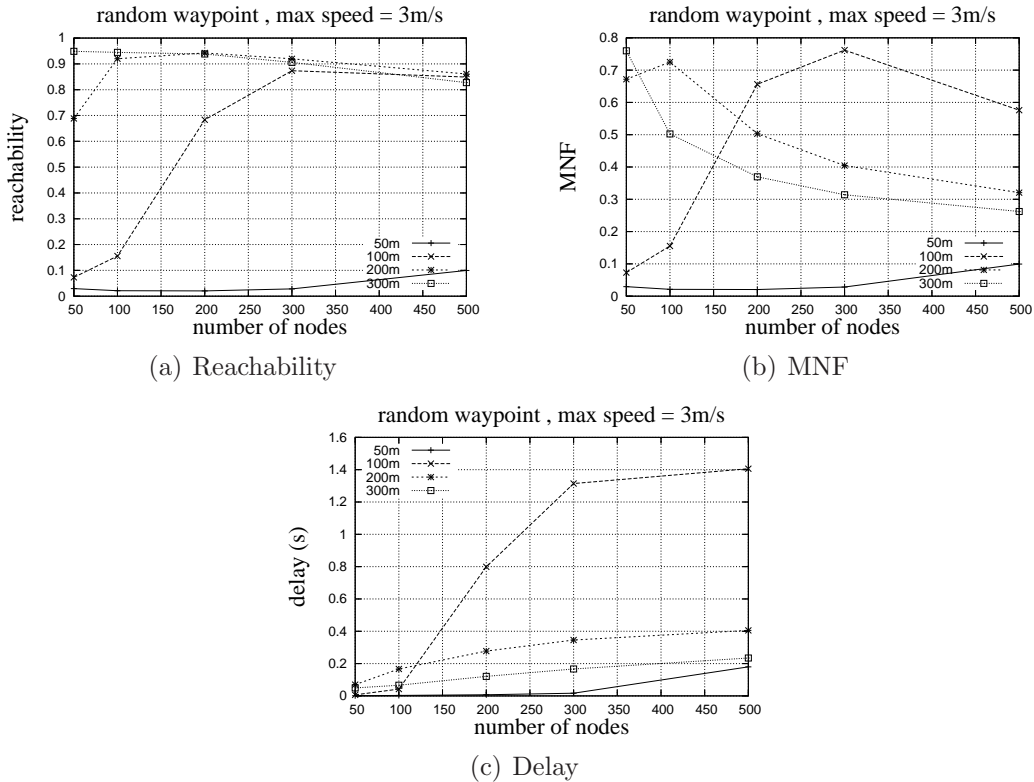 random waypoint , max speed = 3m/s
1
0.9
0.8
0.7
0.6
0.5
0.4
0.3
0.2
0.1
0
reachability
50m
100m
200m
300m
50 100 150 200 250 300 350 400 450 500
number of nodes
(a) Reachability
random waypoint , max speed = 3m/s
0.8
0.7
0.6
0.5
0.4
0.3
0.2
0.1
0
MNF
50m
100m
200m
300m
50 100 150 200 250 300 350 400 450 500
number of nodes
(b) MNF
random waypoint , max speed = 3m/s
1.6
1.4
1.2
1
0.8
0.6
0.4
0.2
0
delay (s)
50m
100m
200m
300m
50 100 150 200 250 300 350 400 450 500
number of nodes
(c) Delay